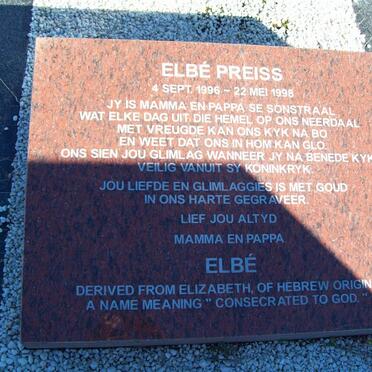 ELBÉ PREISS
4 SEPT. 1996 ~ 22 MEI 1998
JY IS MAMMA EN PAPPA SE SONSTRAAL
WAT ELKE DAG UIT DIE HEMEL OP ONS NEERDAAL
MET VREUGDE KAN ONS KYK NA BO
EN WEET DAT ONS IN HOM KAN GLO.
ONS SIEN JOU GLIMLAG WANNEER JY NA BENEDE KYK
VEILIG VANUIT SY KONINKRYK.
JOU LIEFDE EN GLIMLAGGIES IS MET GOUD
IN ONS HARTE GEGRAVEER.
LIEF JOU ALTYD
MAMMA EN PAPPA
ELBÉ
DERIVED FROM ELIZABETH, OF HEBREW ORIGIN
A NAME MEANING " CONSECRATED TO GOD. "